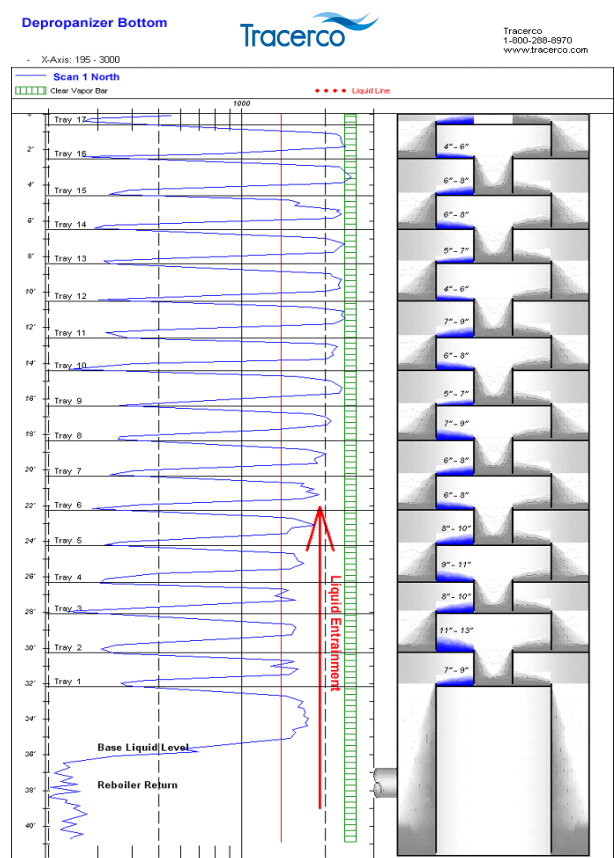 Depropanizer Bottom
Tracerco
Tracerco
1-800-288-8970
www.tracerco.com
- X-Axis: 195 - 3000
Scan 1 North
Clear Vapor Bar
Liquid Line
1000
0'
Tray 17
Tray 16
2'
Tray 15
4'
Tray 14
6'
Tray 13
8'
Tray 12
10'
Tray 11
12'
Tray 10
14'
Tray 9
16'
Tray 8
18'
Tray 7
20'
Tray 6
22'
Tray 5
24'
Tray 4
26'
Tray 3
28'
Tray 2
30'
Tray 1
32'
34'
Base Liquid Level
36'
Reboiler Return
38'
40'
Liquid Entrainment
4" - 6"
6" - 8"
6" - 8"
5" - 7"
4" - 6"
7" - 9"
6" - 8"
5" - 7"
7" - 9"
6" - 8"
6" - 8"
8" - 10"
9" - 11"
8" - 10"
11" - 13"
7" - 9"